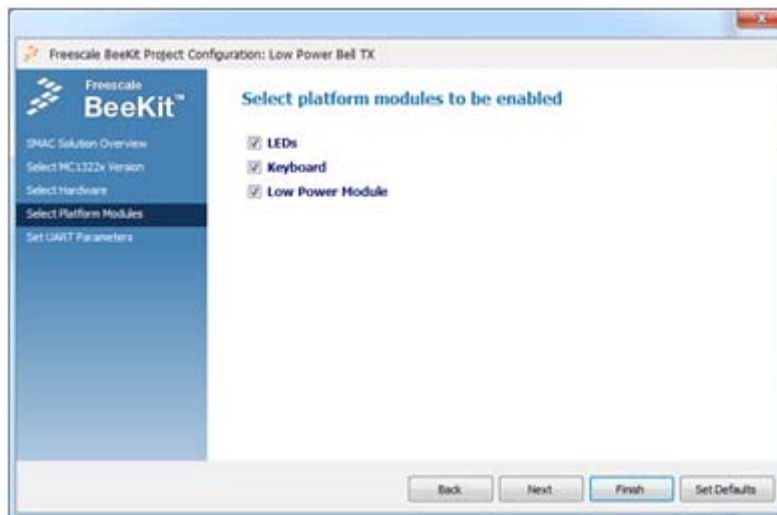 Freescale BeeKit Project Configuration: Low Power Bell TX
Freescale
BeeKit™
SMAC Solution Overview
Select MC1322v Version
Select Hardware
Select Platform Modules
Set UART Parameters
Select platform modules to be enabled
LEDs
Keyboard
Low Power Module
Back
Next
Finish
Set Defaults